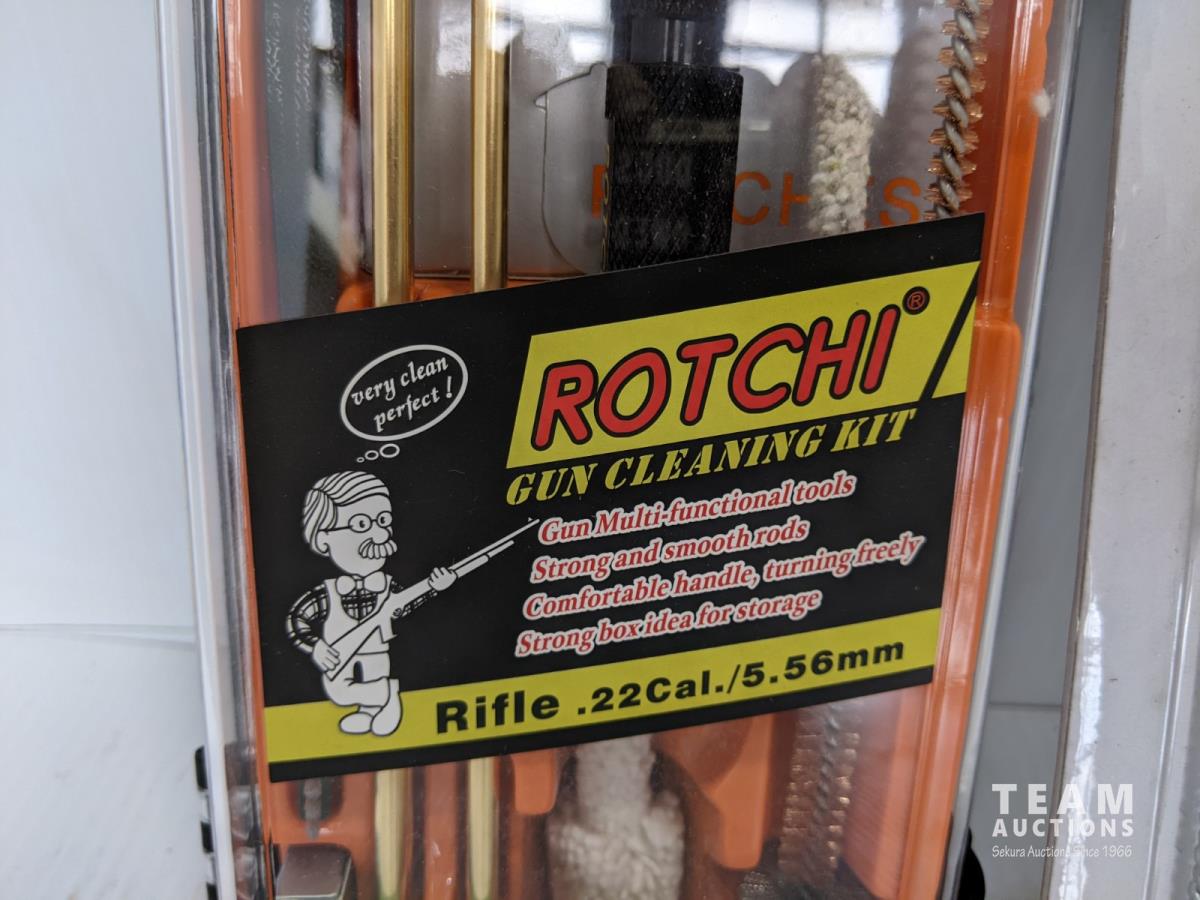 very clean
perfect!
ROTCHI®
GUN CLEANING KIT
Gun Multi-functional tools
Strong and smooth rods
Comfortable handle, turning freely
Strong box idea for storage
Rifle .22Cal./5.56mm
TEAM
AUCTIONS
Sekura Auctions Since 1966